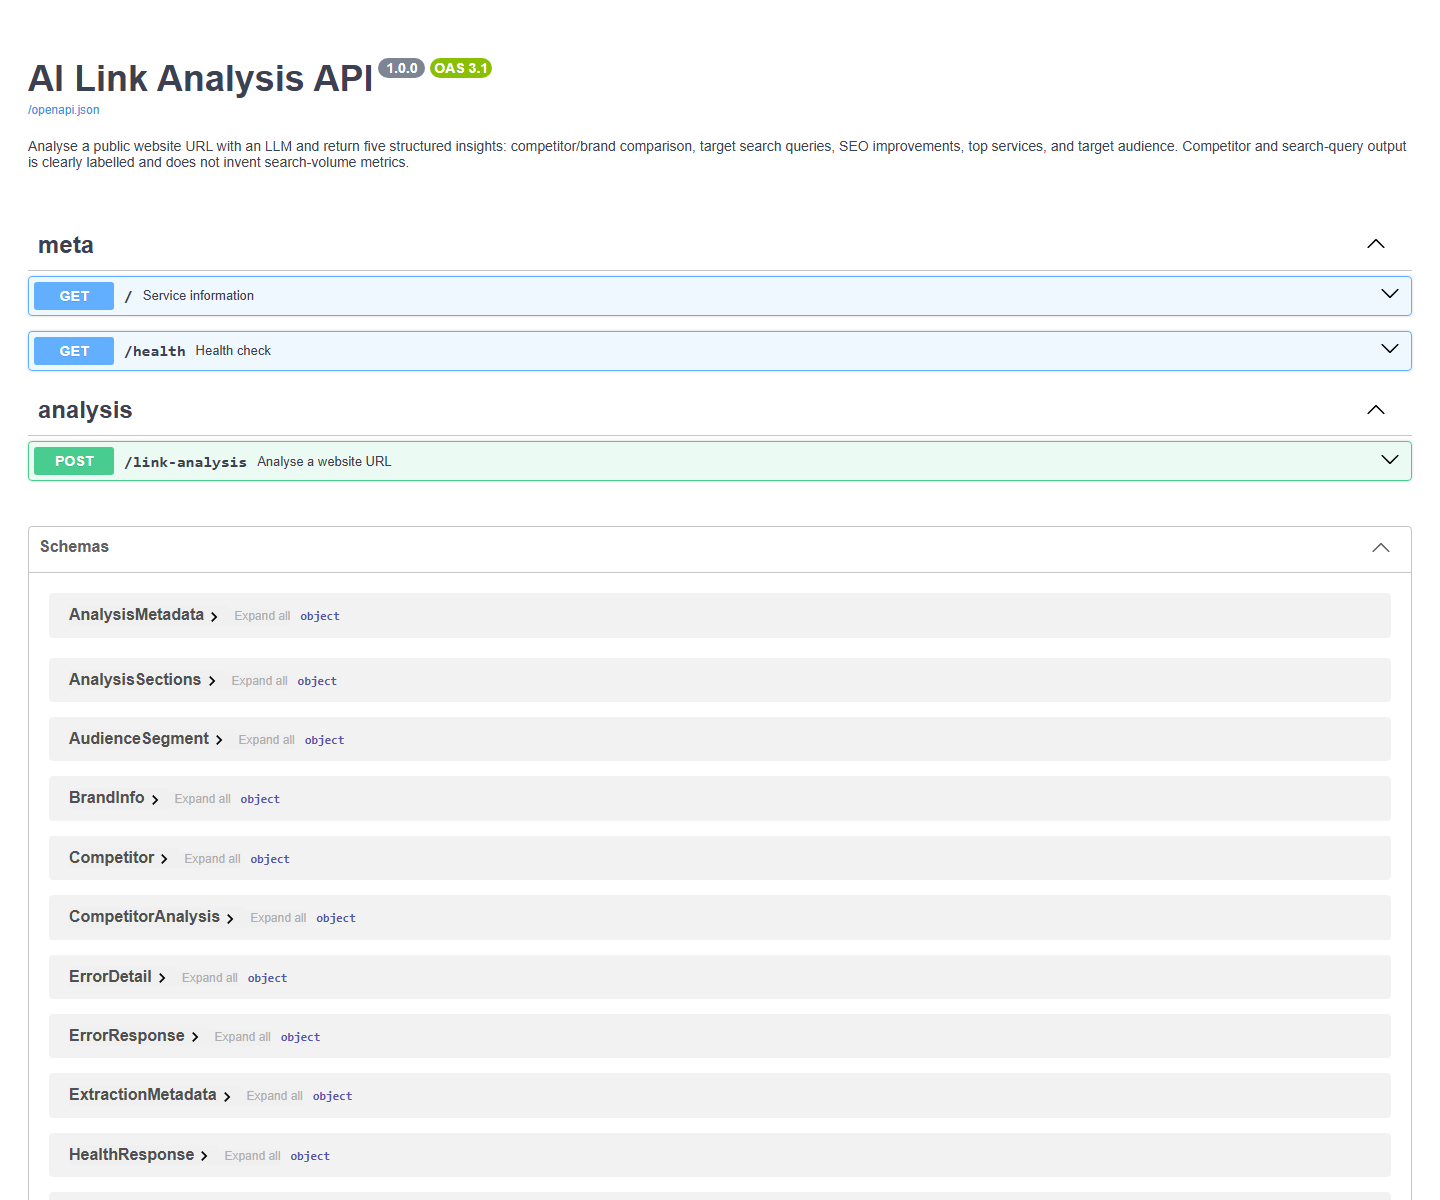 AI Link Analysis API 1.0.0 OAS 3.1
/openapi.json
Analyse a public website URL with an LLM and return five structured insights: competitor/brand comparison, target search queries, SEO improvements, top services, and target audience. Competitor and search-query output
is clearly labelled and does not invent search-volume metrics.
meta
GET / Service information
GET /health Health check
analysis
POST /link-analysis Analyse a website URL
Schemas
AnalysisMetadata Expand all object
AnalysisSections Expand all object
AudienceSegment Expand all object
BrandInfo Expand all object
Competitor Expand all object
CompetitorAnalysis Expand all object
ErrorDetail Expand all object
ErrorResponse Expand all object
ExtractionMetadata Expand all object
HealthResponse Expand all object